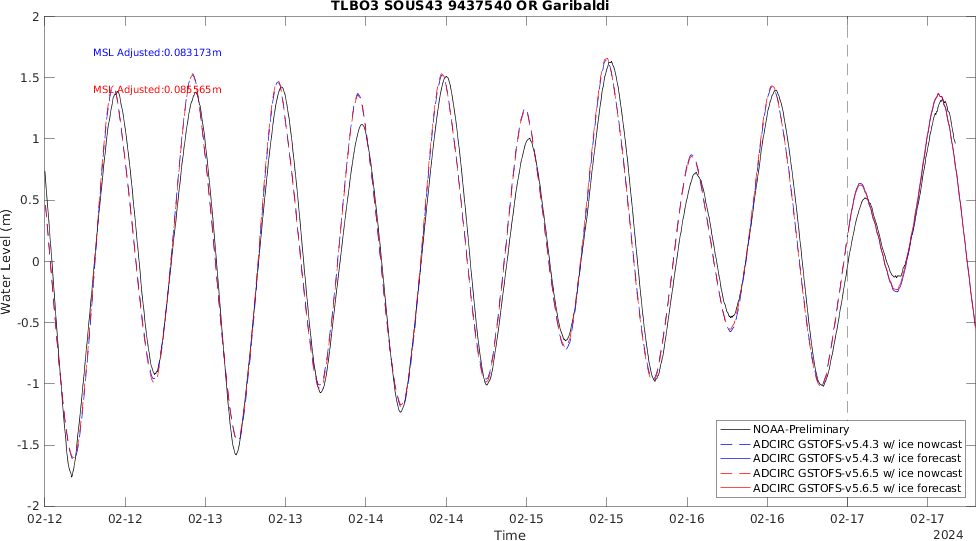 TLBO3 SOUS43 9437540 OR Garibaldi
MSL Adjusted:0.083173m
MSL Adjusted:0.085565m
Water Level (m)
2
1.5
1
0.5
0
-0.5
-1
-1.5
-2
NOAA-Preliminary
ADCIRC GSTOFS-v5.4.3 w/ ice nowcast
ADCIRC GSTOFS-v5.4.3 w/ ice forecast
ADCIRC GSTOFS-v5.6.5 w/ ice nowcast
ADCIRC GSTOFS-v5.6.5 w/ ice forecast
02-12 02-12 02-13 02-13 02-14 02-14 02-15 02-15 02-16 02-16 02-17 02-17
Time
2024